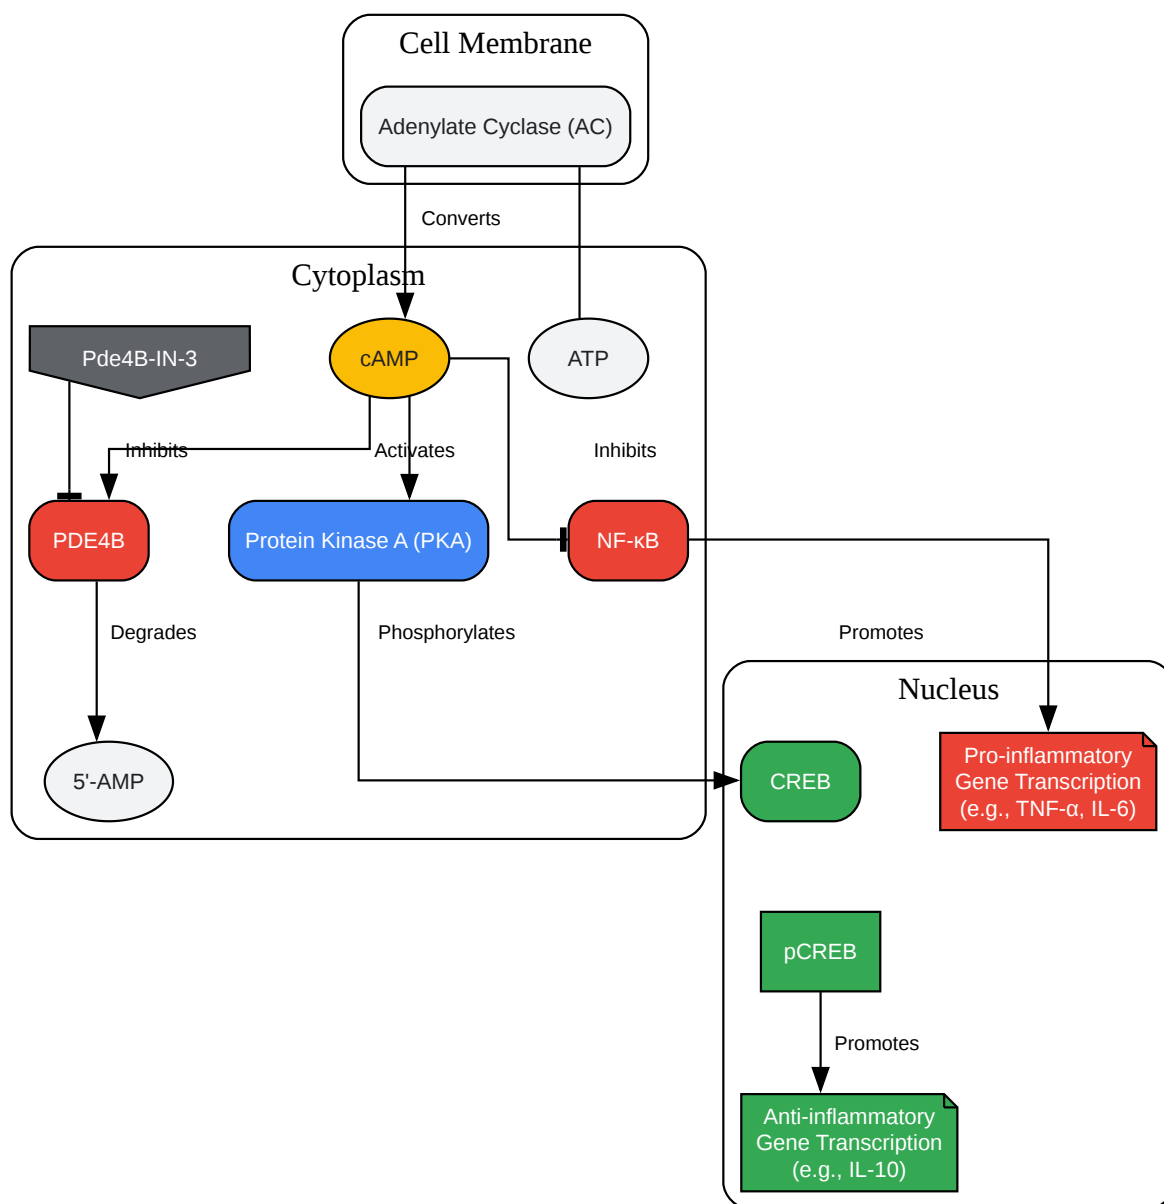 Cell Membrane
Adenylate Cyclase (AC)
Converts
Cytoplasm
Pde4B-IN-3
cAMP
ATP
Inhibits
Activates
Inhibits
PDE4B
Protein Kinase A (PKA)
NF-κB
Degrades
Phosphorylates
Promotes
Nucleus
5'-AMP
CREB
Pro-inflammatory
Gene Transcription
(e.g., TNF-α, IL-6)
pCREB
Promotes
Anti-inflammatory
Gene Transcription
(e.g., IL-10)